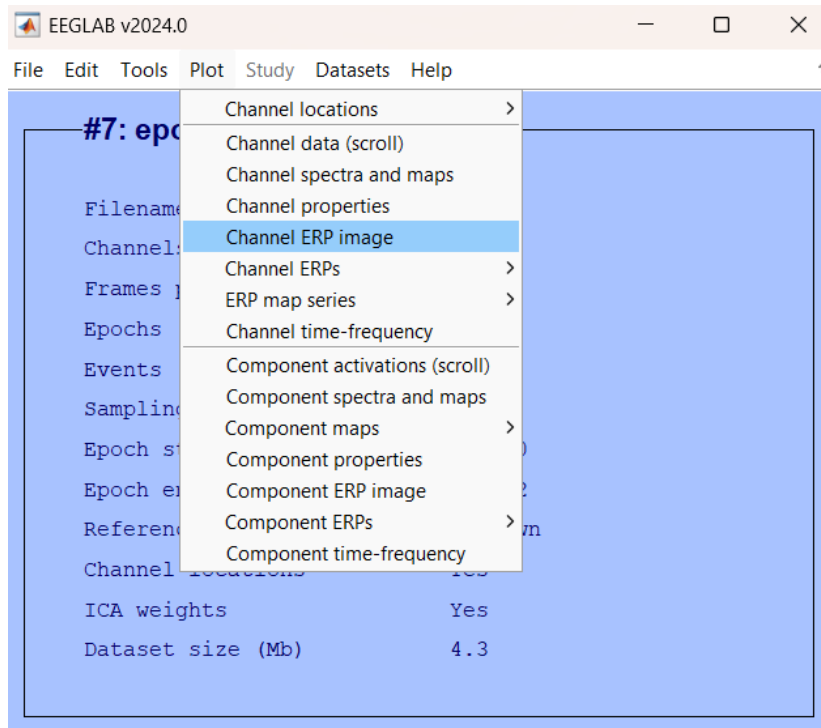 EEGLAB v2024.0
File Edit Tools Plot Study Datasets Help
#7:
Channel locations
Channel data (scroll)
Channel spectra and maps
Channel properties
Channel ERP image
Channel ERPs
ERP map series
Channel time-frequency
Component activations (scroll)
Component spectra and maps
Component maps
Component properties
Component ERP image
Component ERPs
Component time-frequency
Frames
Epochs
Events
Epoch
Epoch
Channel locations Yes
ICA weights Yes
Dataset size (Mb) 4.3